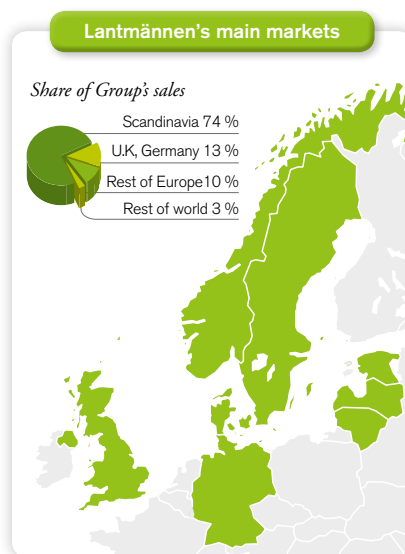 Lantmännen's main markets
Share of Group's sales
Scandinavia 74 %
U.K, Germany 13 %
Rest of Europe10 %
Rest of world 3 %